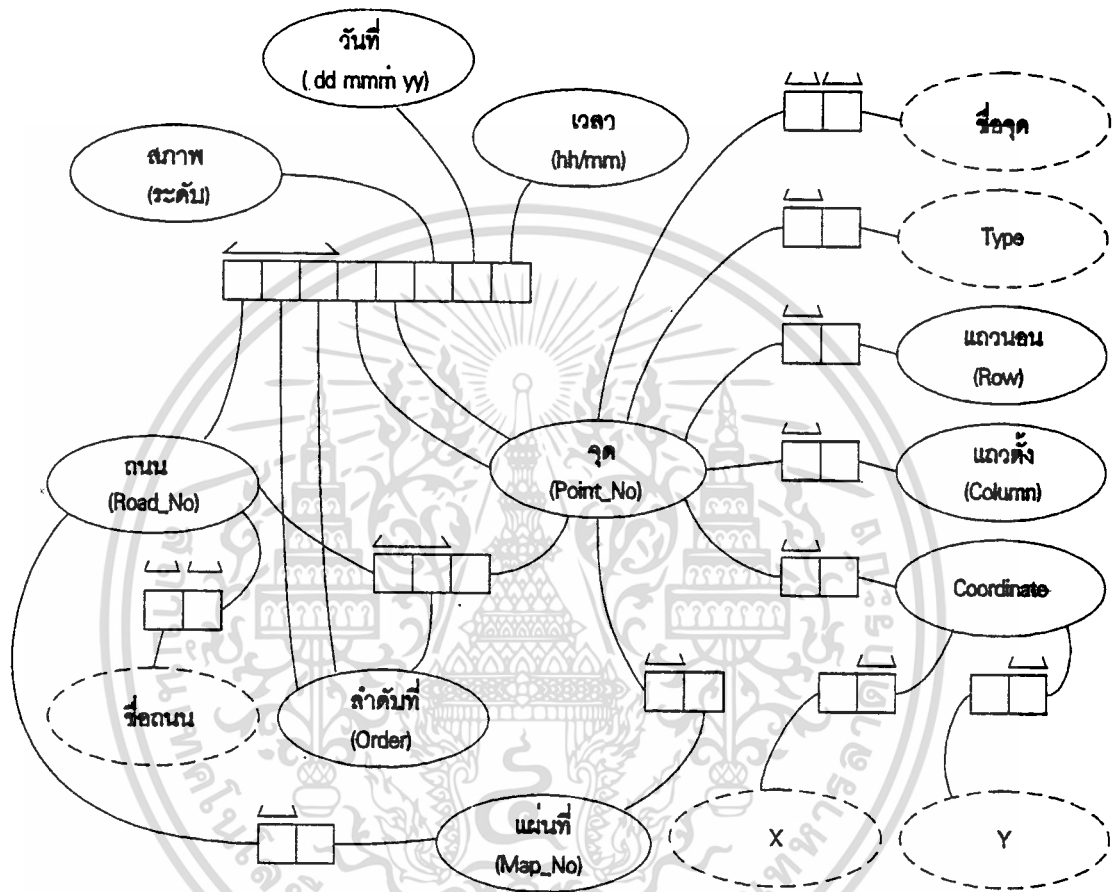 วันที่
(.dd mmm yy)
เวลา
(hh/mm)
สภาพ
(ระดับ)
ชื่อจุด
Type
แถวนอน
(Row)
จุด
(Point_No)
แถวตั้ง
(Column)
ถนน
(Road_No)
Coordinate
ชื่อถนน
ลำดับที่
(Order)
แผ่นที่
(Map_No)
X
Y